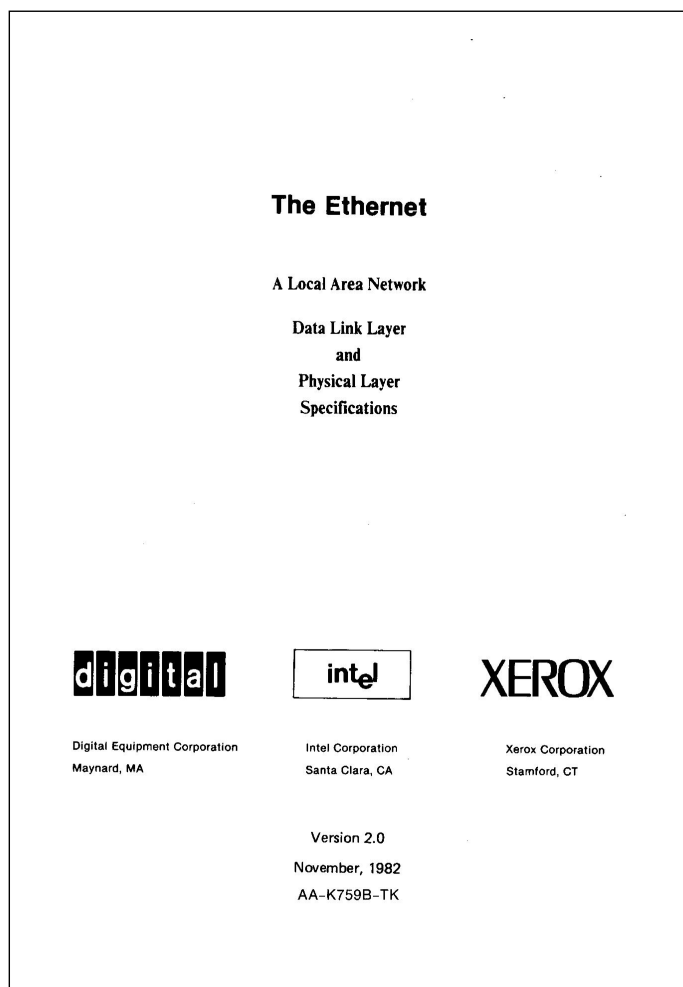 The Ethernet
A Local Area Network
Data Link Layer
and
Physical Layer
Specifications
digital
intel
XEROX
Digital Equipment Corporation
Maynard, MA
Intel Corporation
Santa Clara, CA
Xerox Corporation
Stamford, CT
Version 2.0
November, 1982
AA-K759B-TK